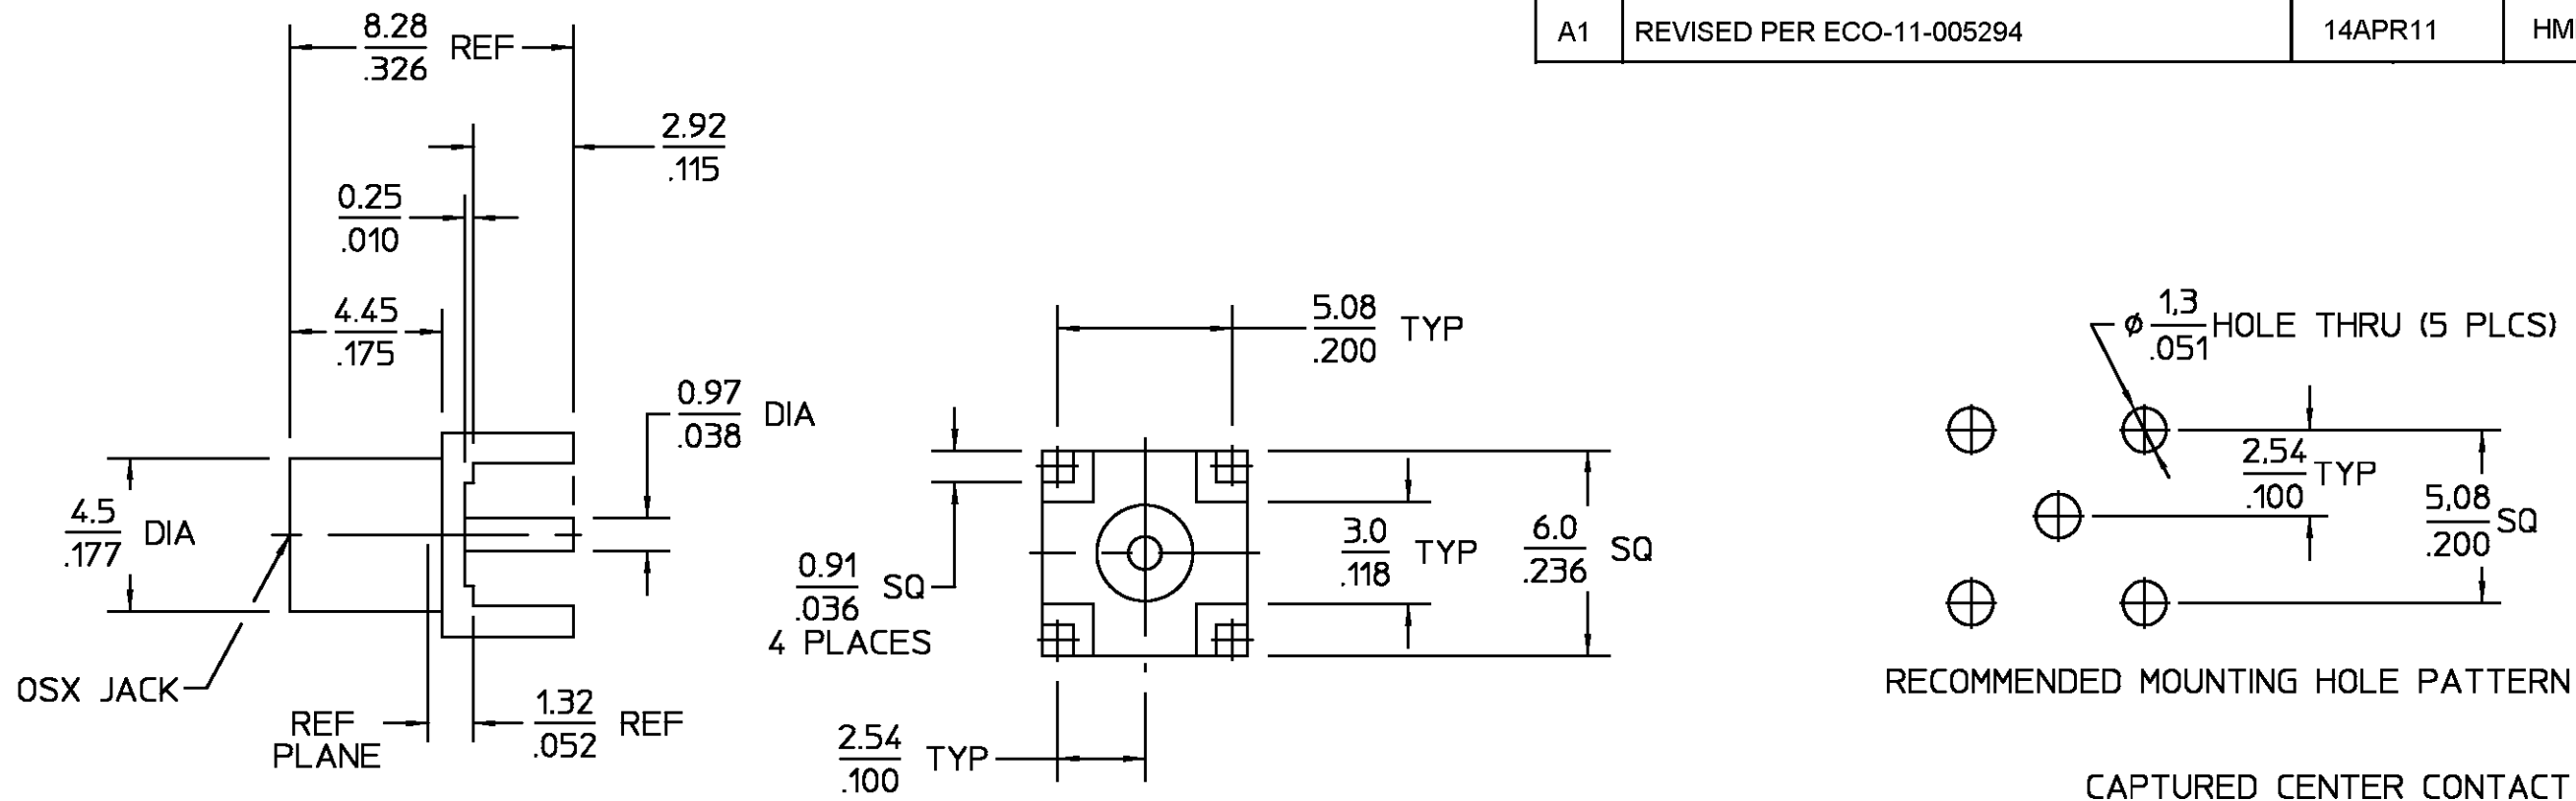 A1 REVISED PER ECO-11-005294 14APR11 HM
8.28
.326
REF
2.92
.115
0.25
.010
4.45
.175
0.97
.038
DIA
4.5
.177
DIA
OSX JACK
REF
PLANE
1.32
.052
REF
5.08
.200
TYP
0.91
.036
SQ
4 PLACES
3.0
.118
TYP
6.0
.236
SQ
2.54
.100
TYP
ø 1,3
.051
HOLE THRU (5 PLCS)
2,54
.100
TYP
5,08
.200
SQ
RECOMMENDED MOUNTING HOLE PATTERN
CAPTURED CENTER CONTACT